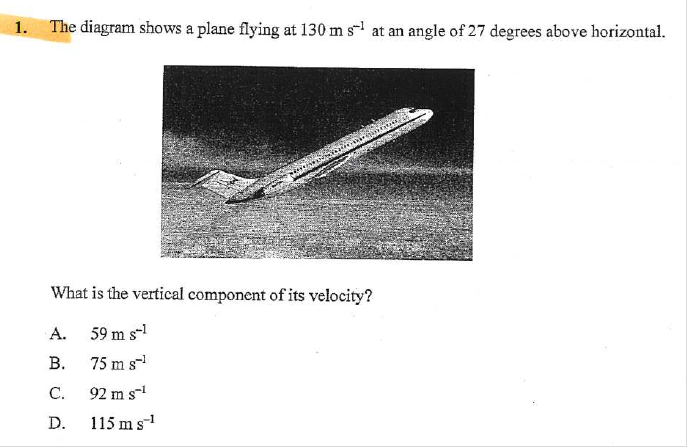 1. The diagram shows a plane flying at 130 m s⁻¹ at an angle of 27 degrees above horizontal.
What is the vertical component of its velocity?
A. 59 m s⁻¹
B. 75 m s⁻¹
C. 92 m s⁻¹
D. 115 m s⁻¹